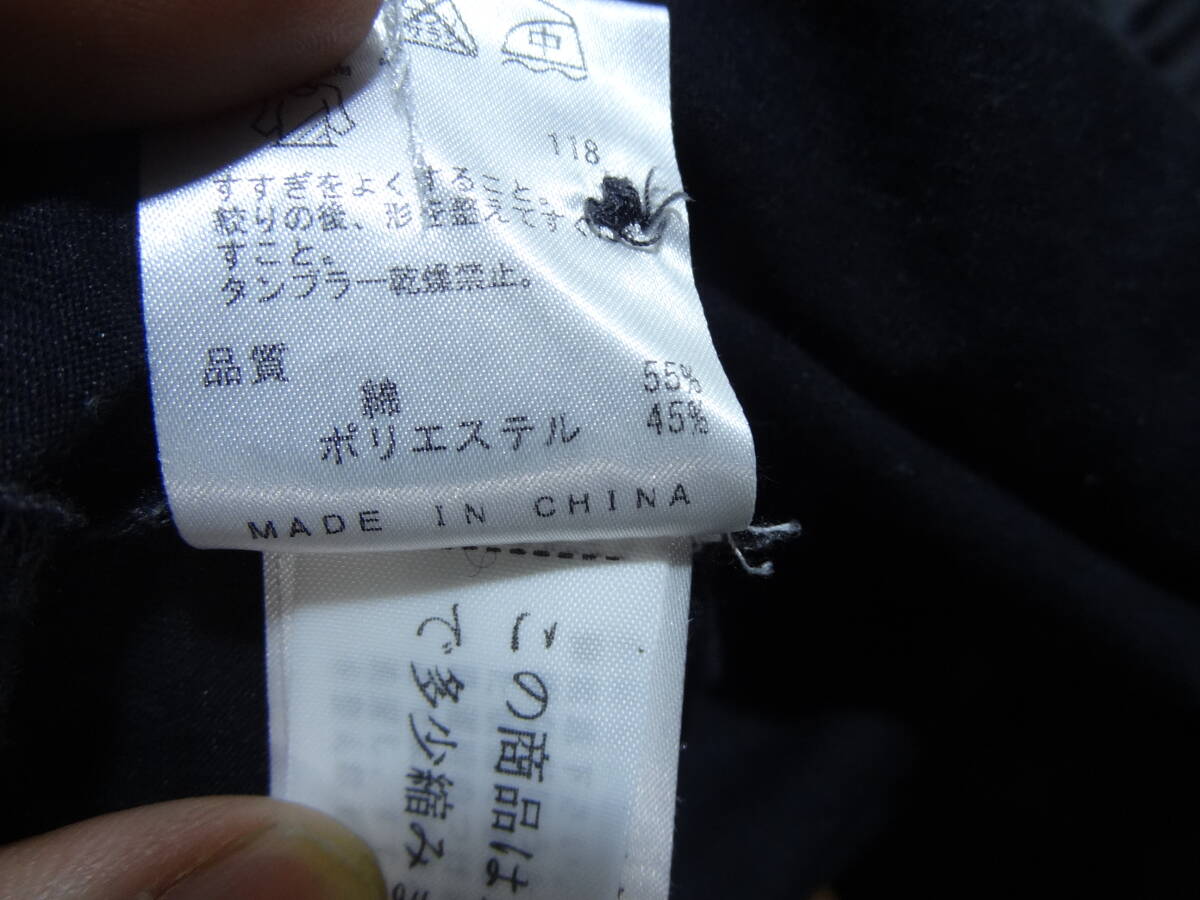 中
118
すすぎをよくすること。
絞りの後、形を整えてす
すこと。
タンブラー乾燥禁止。
品質
綿 55%
ポリエステル 45%
MADE IN CHINA
この商品は
で多少縮み